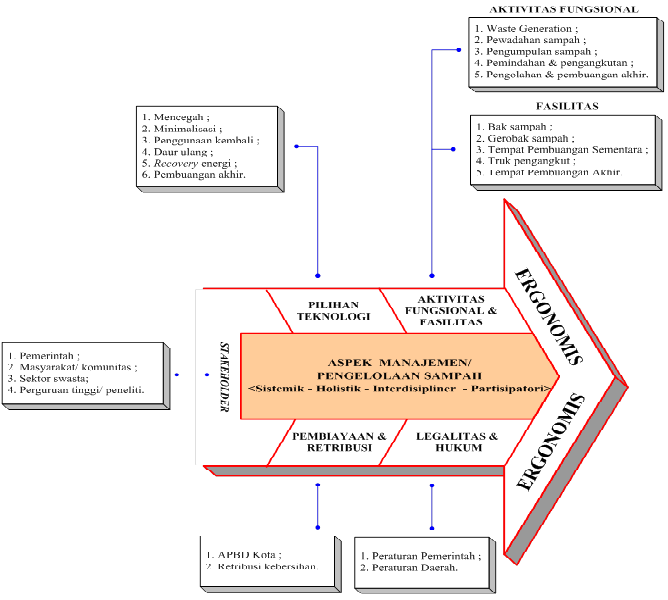 AKTIVITAS FUNGSIONAL
1. Waste Generation ;
2. Pewadahan sampah ;
3. Pengumpulan sampah ;
4. Pemindahan & pengangkutan ;
5. Pengolahan & pembuangan akhir.
FASILITAS
1. Bak sampah ;
2. Gerobak sampah ;
3. Tempat Pembuangan Sementara ;
4. Truk pengangkut ;
5. Tempat Pembuangan Akhir.
1. Mencegah ;
2. Minimalisasi ;
3. Penggunaan kembali ;
4. Daur ulang ;
5. Recovery energi ;
6. Pembuangan akhir.
PILIHAN
TEKNOLOGI
AKTIVITAS
FUNGSIONAL &
FASILITAS
ERGONOMIS
STAKEHOLDER
1. Pemerintah ;
2. Masyarakat/ komunitas ;
3. Sektor swasta;
4. Perguruan tinggi/ peneliti.
ASPEK MANAJEMEN/
PENGELOLAAN SAMPAH
<Sistemik - Holistik - Interdisipliner - Partisipatori>
PEMBIAYAAN &
RETRIBUSI
LEGALITAS &
HUKUM
ERGONOMIS
1. APBD Kota ;
2. Retribusi kebersihan.
1. Peraturan Pemerintah ;
2. Peraturan Daerah.